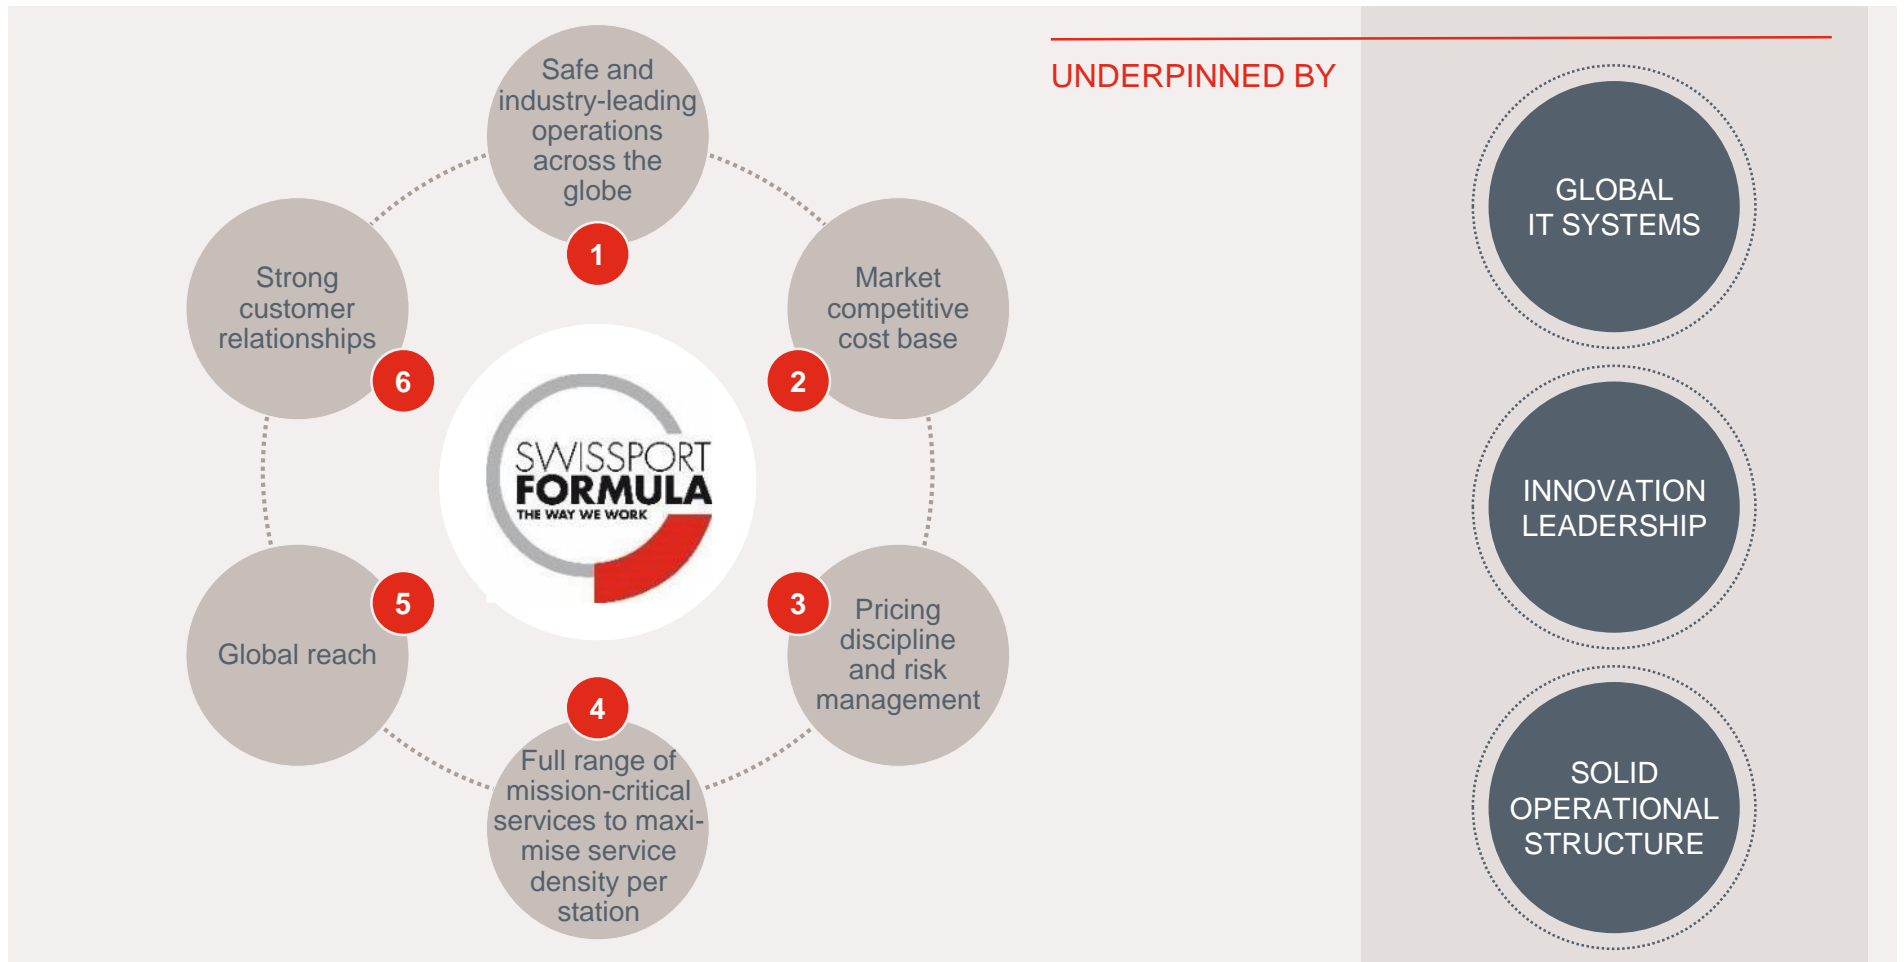 Safe and
industry-leading
operations
across the
globe
1
Market
competitive
cost base
2
3
Pricing
discipline
and risk
management
4
Full range of
mission-critical
services to maxi-
mise service
density per
station
5
Global reach
Strong
customer
relationships
6
SWISSPORT
FORMULA
THE WAY WE WORK
UNDERPINNED BY
GLOBAL
IT SYSTEMS
INNOVATION
LEADERSHIP
SOLID
OPERATIONAL
STRUCTURE